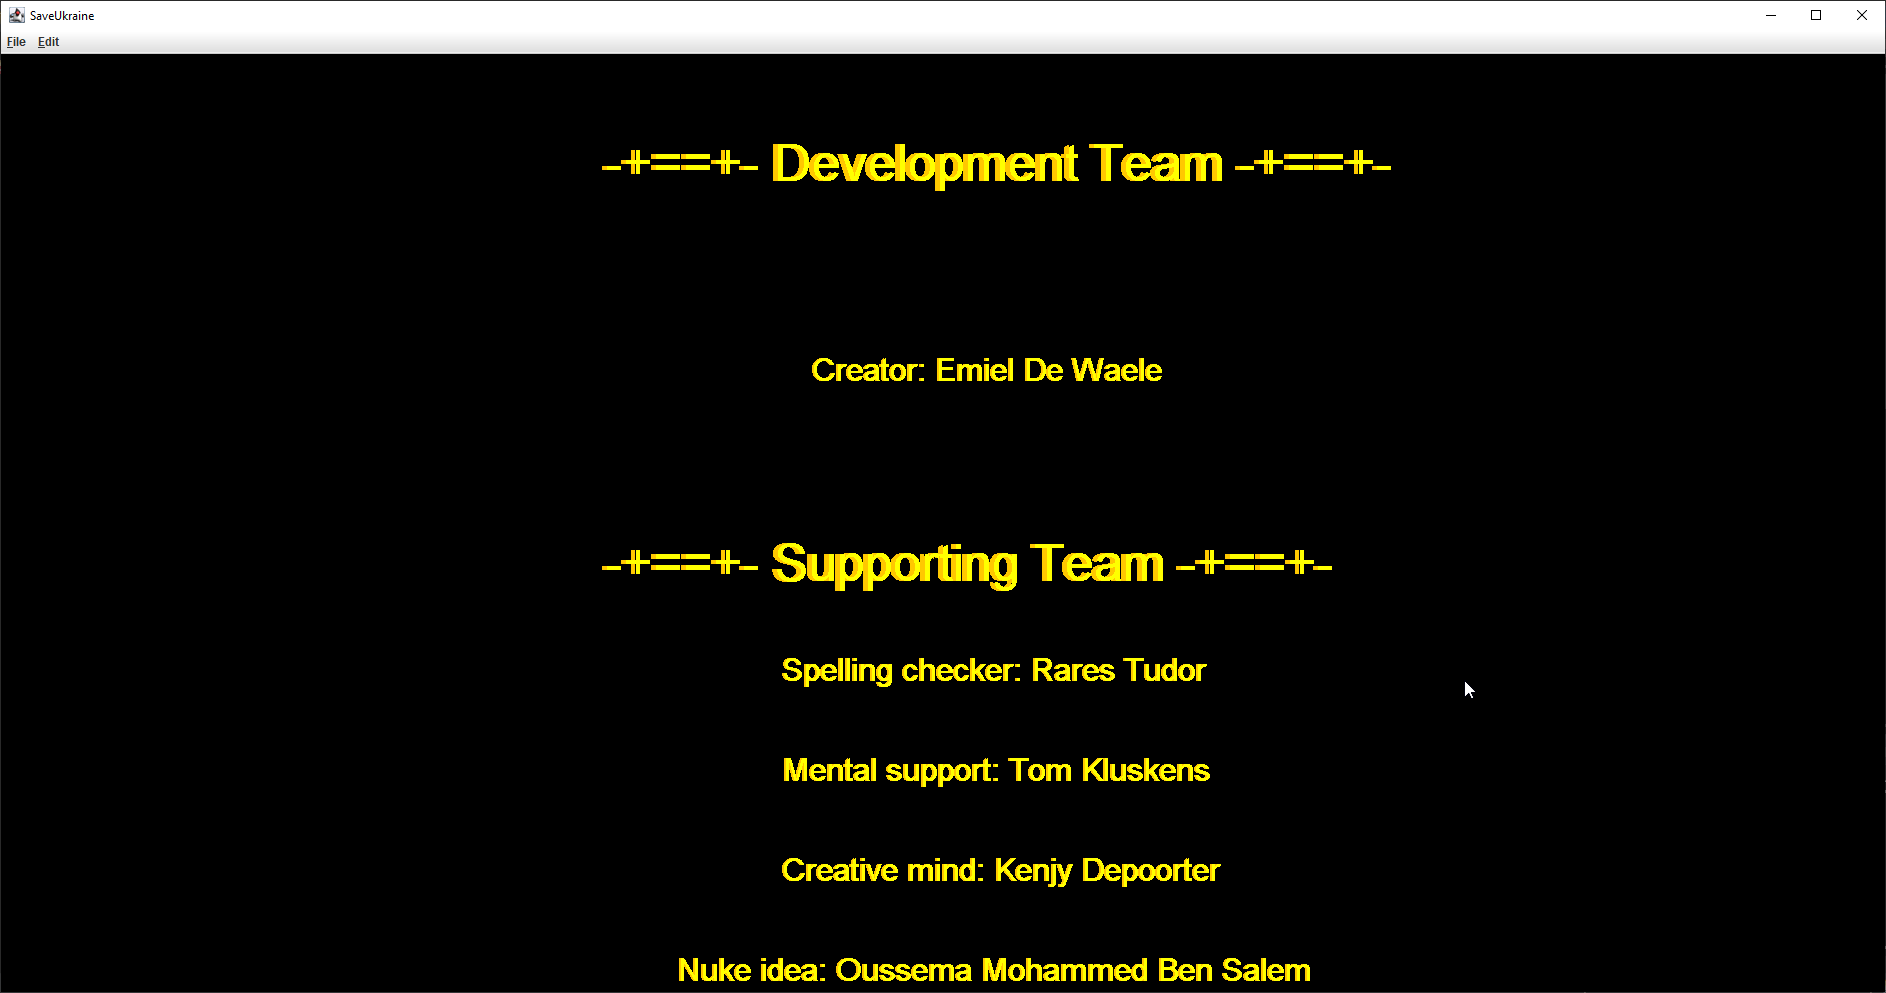 SaveUkraine
File Edit
-+==+- Development Team -+==+-
Creator: Emiel De Waele
-+==+- Supporting Team -+==+-
Spelling checker: Rares Tudor
Mental support: Tom Kluskens
Creative mind: Kenjy Depoorter
Nuke idea: Oussema Mohammed Ben Salem